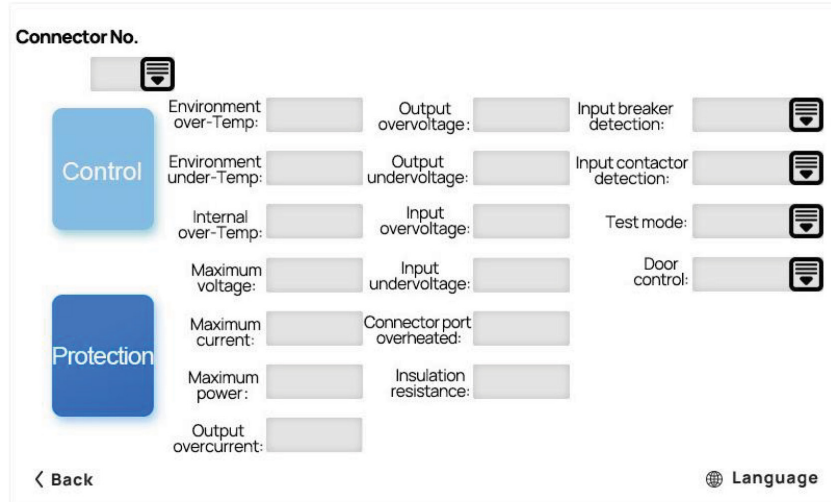 Connector No.
Control
Protection
Environment
over-Temp:
Environment
under-Temp:
Internal
over-Temp:
Maximum
voltage:
Maximum
current:
Maximum
power:
Output
overcurrent:
Output
overvoltage:
Output
undervoltage:
Input
overvoltage:
Input
undervoltage:
Connector port
overheated:
Insulation
resistance:
Input breaker
detection:
Input contactor
detection:
Test mode:
Door
control:
Back
Language